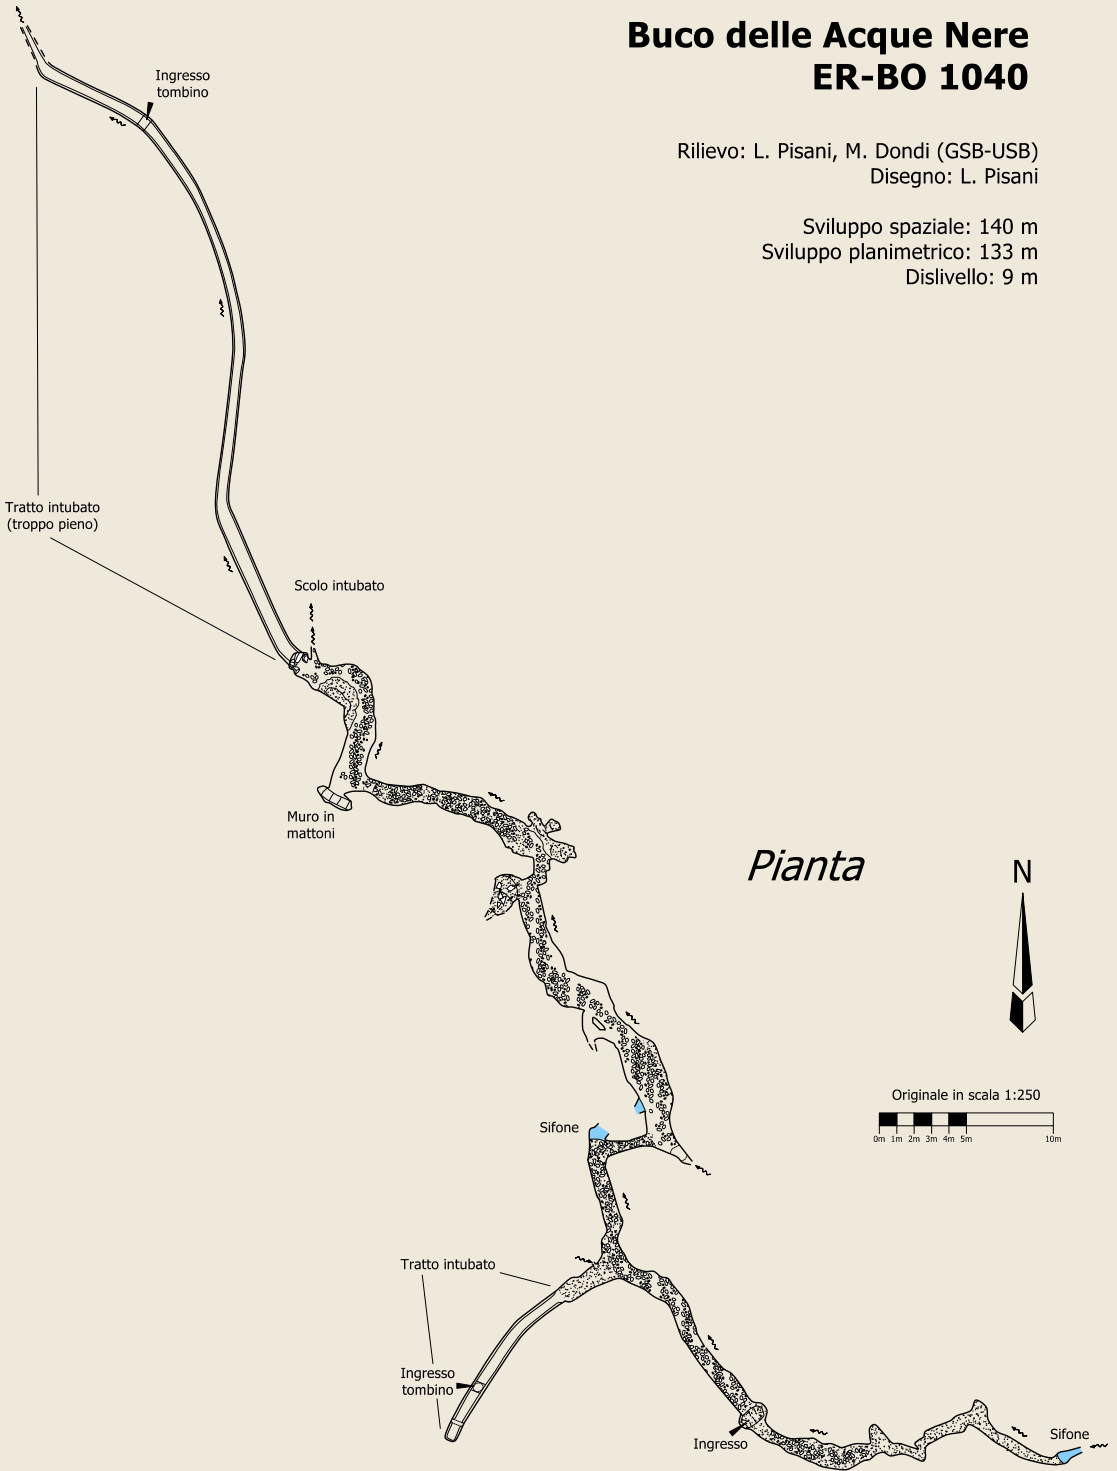 Buco delle Acque Nere
ER-BO 1040
Rilievo: L. Pisani, M. Dondi (GSB-USB)
Disegno: L. Pisani
Sviluppo spaziale: 140 m
Sviluppo planimetrico: 133 m
Dislivello: 9 m
Ingresso
tombino
Tratto intubato
(troppo pieno)
Scolo intubato
Muro in
mattoni
Pianta
N
Originale in scala 1:250
0m 1m 2m 3m 4m 5m 10m
Sifone
Tratto intubato
Ingresso
tombino
Ingresso
Sifone